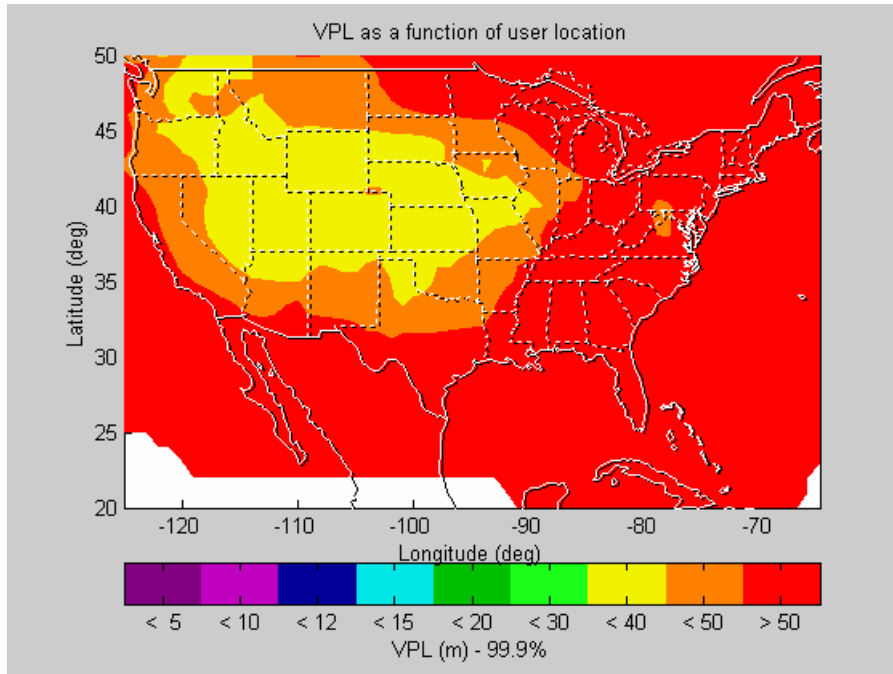 VPL as a function of user location
50
45
40
35
30
25
20
Latitude (deg)
-120 -110 -100 -90 -80 -70
Longitude (deg)
< 5 < 10 < 12 < 15 < 20 < 30 < 40 < 50 > 50
VPL (m) - 99.9%